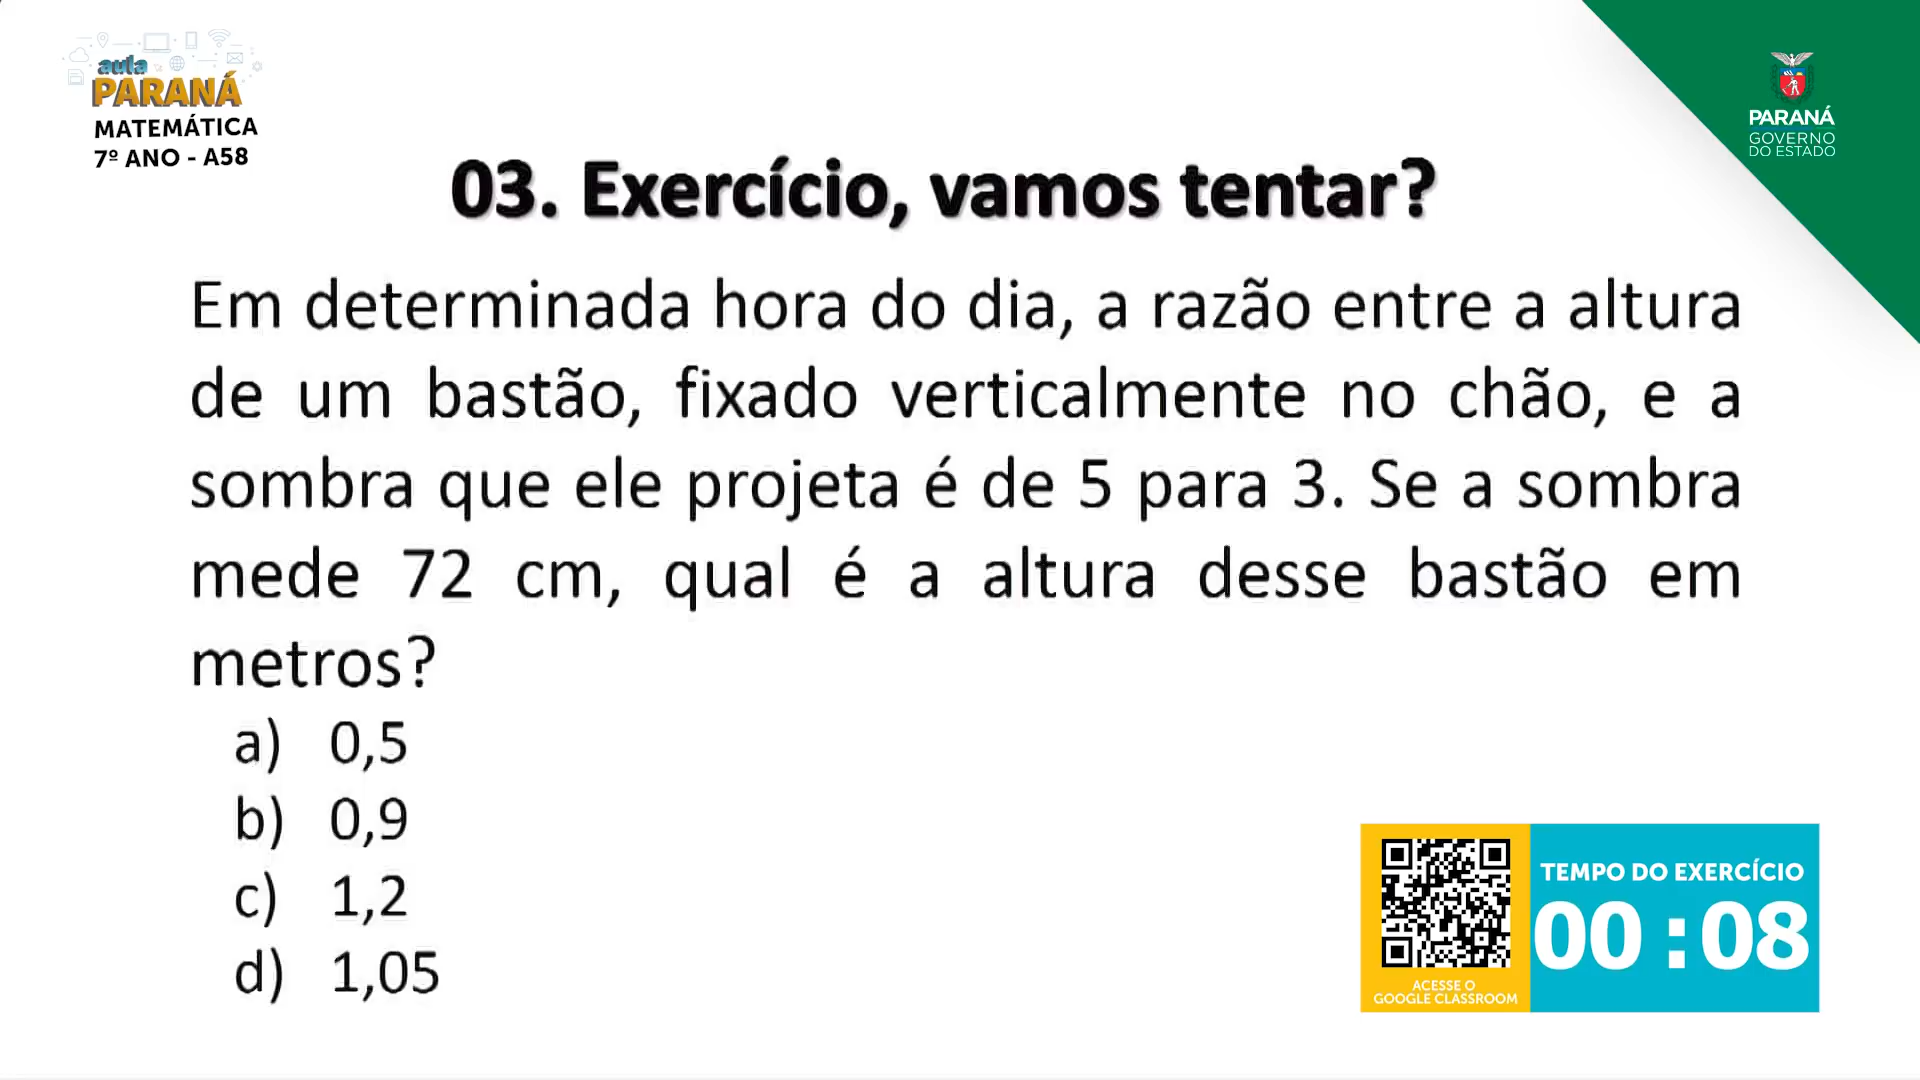 aula
PARANÁ
MATEMÁTICA
7º ANO - A58
PARANÁ
GOVERNO
DO ESTADO
03. Exercício, vamos tentar?
Em determinada hora do dia, a razão entre a altura
de um bastão, fixado verticalmente no chão, e a
sombra que ele projeta é de 5 para 3. Se a sombra
mede 72 cm, qual é a altura desse bastão em
metros?
a) 0,5
b) 0,9
c) 1,2
d) 1,05
TEMPO DO EXERCÍCIO
00:08
ACESSE O
GOOGLE CLASSROOM